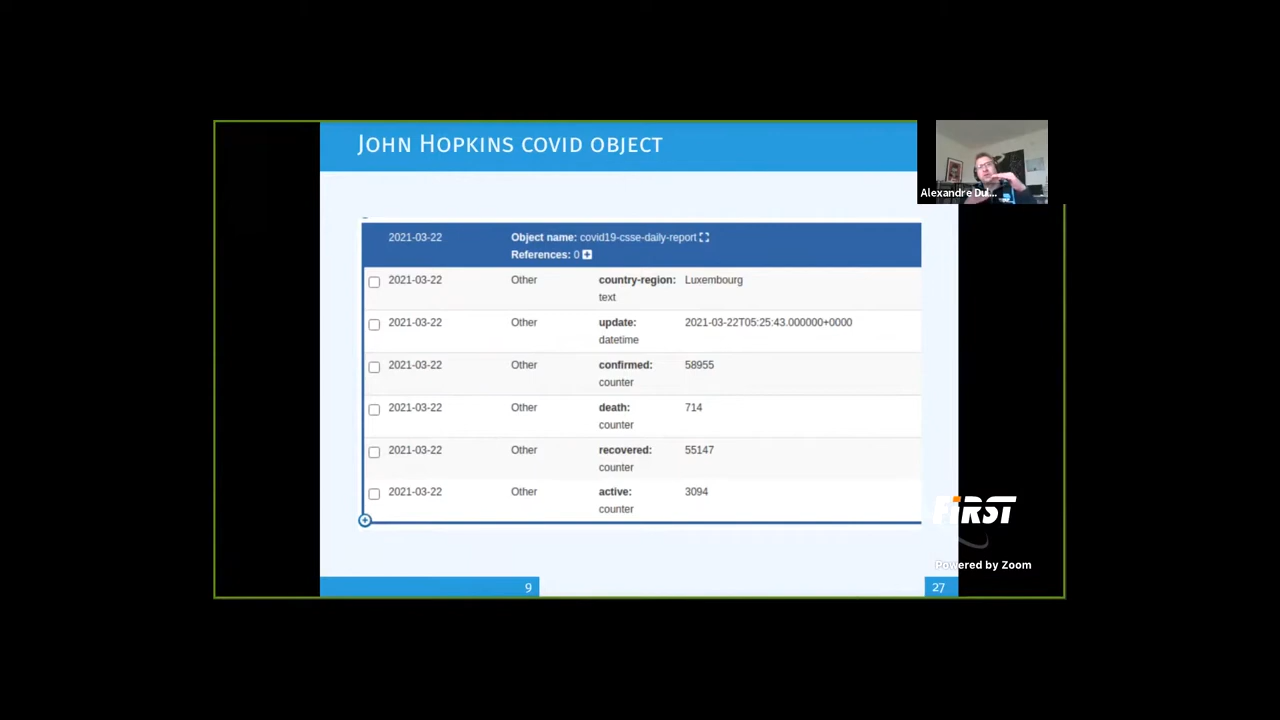 JOHN HOPKINS COVID OBJECT
Alexandre Dul...
2021-03-22 Object name: covid19-csse-daily-report
References: 0
2021-03-22 Other country-region: Luxembourg
text
2021-03-22 Other update: 2021-03-22T05:25:43.000000+0000
datetime
2021-03-22 Other confirmed: 58955
counter
2021-03-22 Other death: 714
counter
2021-03-22 Other recovered: 55147
counter
2021-03-22 Other active: 3094
counter
FiRST
Powered by Zoom
9 27